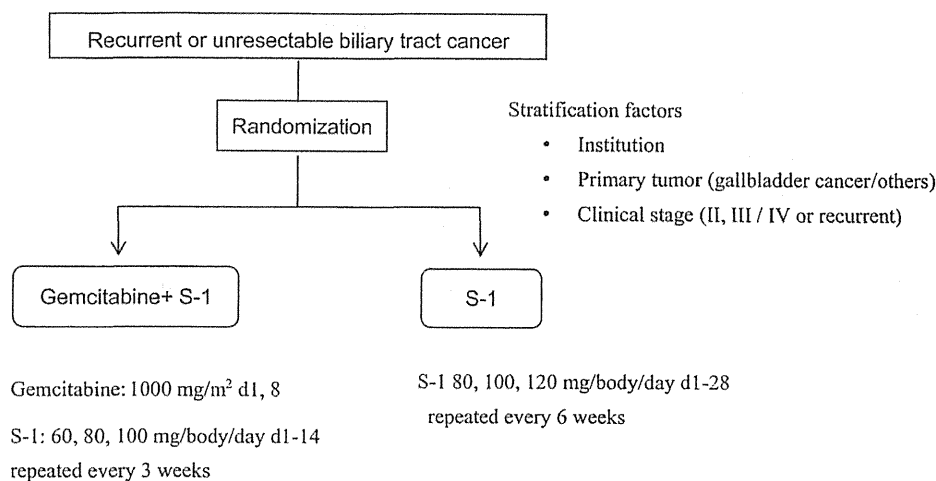 Recurrent or unresectable biliary tract cancer
Randomization
Stratification factors
• Institution
• Primary tumor (gallbladder cancer/others)
• Clinical stage (II, III / IV or recurrent)
Gemcitabine+ S-1
S-1
Gemcitabine: 1000 mg/m² d1, 8
S-1: 60, 80, 100 mg/body/day d1-14
repeated every 3 weeks
S-1 80, 100, 120 mg/body/day d1-28
repeated every 6 weeks